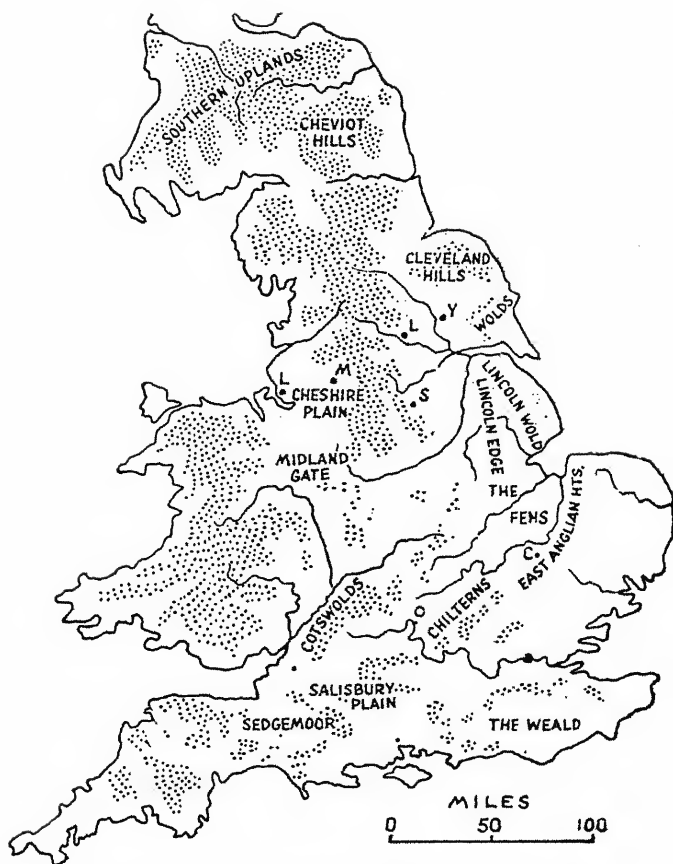 SOUTHERN UPLANDS
CHEVIOT
HILLS
CLEVELAND
HILLS
WOLDS
Y
L
L
M
CHESHIRE
PLAIN
S
LINCOLN WOLD
LINCOLN EDGE
MIDLAND
GATE
THE
FENS
EAST ANGLIAN HTS.
C
O
CHILTERNS
COTSWOLDS
SALISBURY
PLAIN
SEDGEMOOR
THE WEALD
MILES
0 50 100